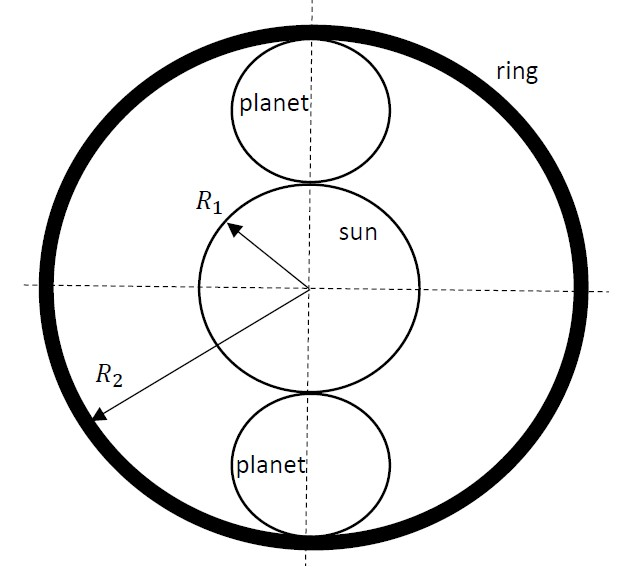 ring
planet
R₁
sun
R₂
planet